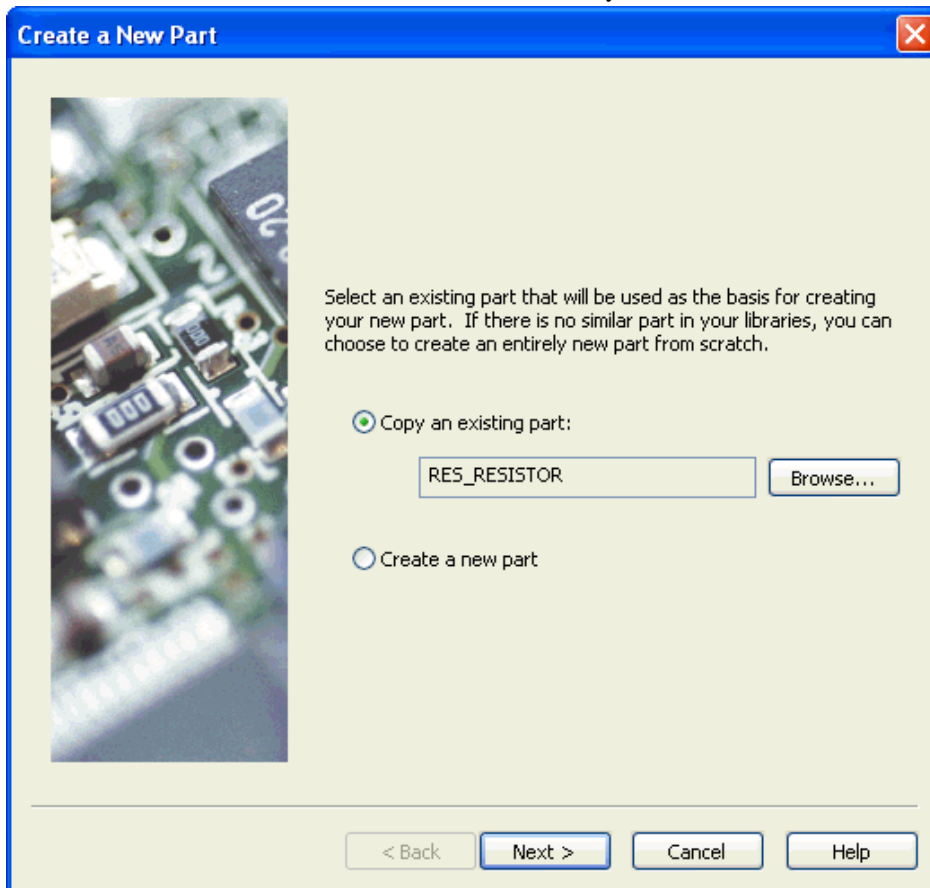 Create a New Part
Select an existing part that will be used as the basis for creating
your new part. If there is no similar part in your libraries, you can
choose to create an entirely new part from scratch.
Copy an existing part:
RES_RESISTOR
Browse...
Create a new part
< Back
Next >
Cancel
Help